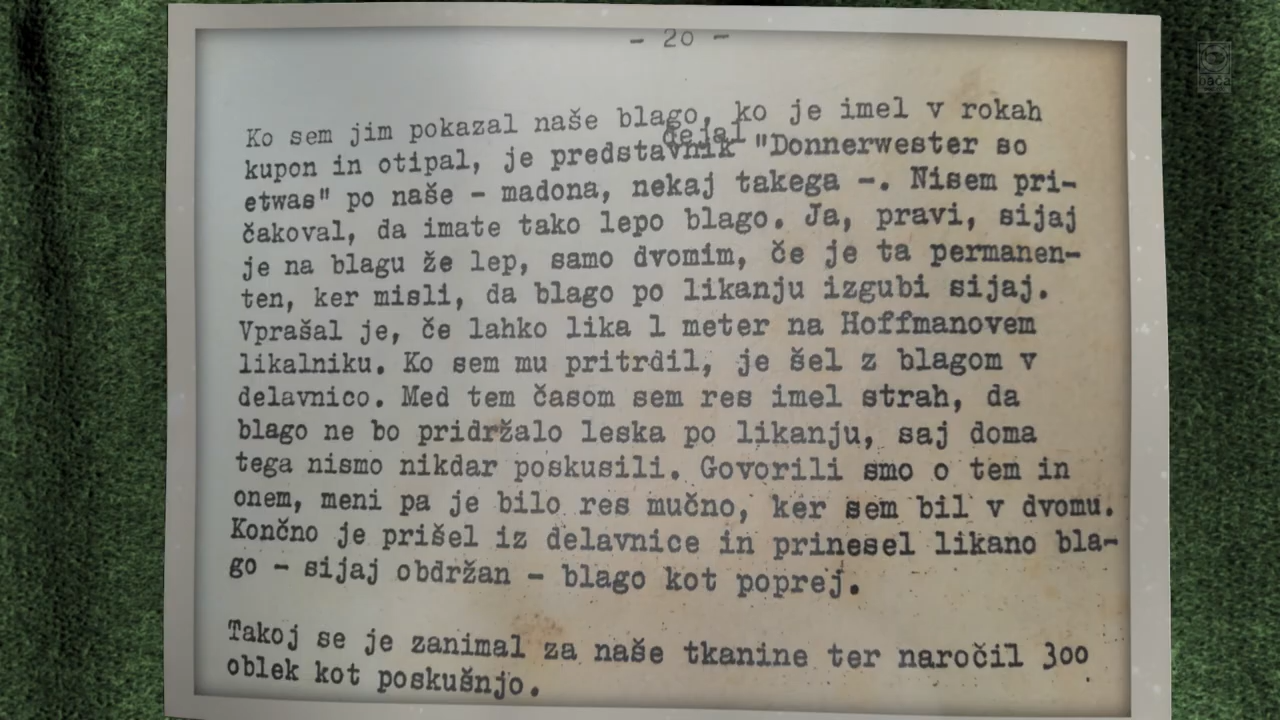 - 20 -
Ko sem jim pokazal naše blago, ko je imel v rokah
dejal
kupon in otipal, je predstavnik "Donnerwester so
etwas" po naše - madona, nekaj takega -. Nisem pri-
čakoval, da imate tako lepo blago. Ja, pravi, sijaj
je na blagu že lep, samo dvomim, če je ta permanen-
ten, ker misli, da blago po likanju izgubi sijaj.
Vprašal je, če lahko lika 1 meter na Hoffmanovem
likalniku. Ko sem mu pritrdil, je šel z blagom v
delavnico. Med tem časom sem res imel strah, da
blago ne bo pridržalo leska po likanju, saj doma
tega nismo nikdar poskusili. Govorili smo o tem in
onem, meni pa je bilo res mučno, ker sem bil v dvomu.
Končno je prišel iz delavnice in prinesel likano bla-
go - sijaj obdržan - blago kot poprej.
Takoj se je zanimal za naše tkanine ter naročil 300
oblek kot poskušnjo.
bača